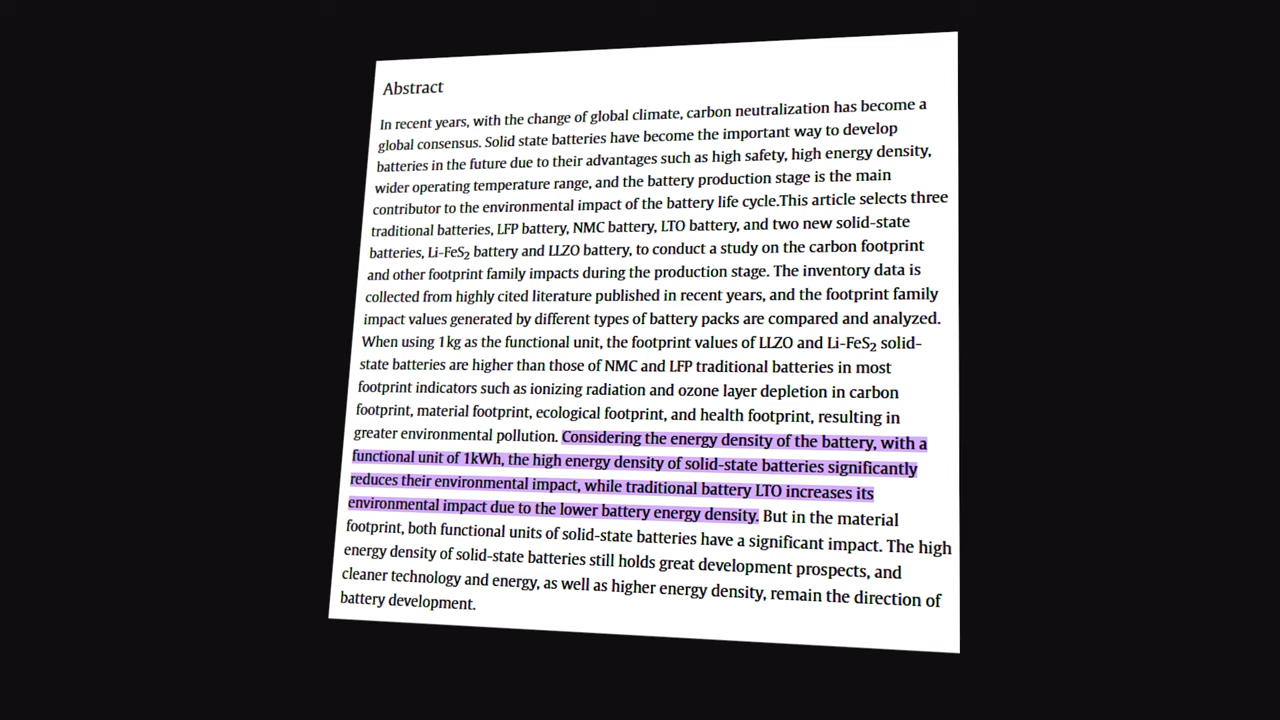 Abstract
In recent years, with the change of global climate, carbon neutralization has become a
global consensus. Solid state batteries have become the important way to develop
batteries in the future due to their advantages such as high safety, high energy density,
wider operating temperature range, and the battery production stage is the main
contributor to the environmental impact of the battery life cycle.This article selects three
traditional batteries, LFP battery, NMC battery, LTO battery, and two new solid-state
batteries, Li-FeS₂ battery and LLZO battery, to conduct a study on the carbon footprint
and other footprint family impacts during the production stage. The inventory data is
collected from highly cited literature published in recent years, and the footprint family
impact values generated by different types of battery packs are compared and analyzed.
When using 1 kg as the functional unit, the footprint values of LLZO and Li-FeS₂ solid-
state batteries are higher than those of NMC and LFP traditional batteries in most
footprint indicators such as ionizing radiation and ozone layer depletion in carbon
footprint, material footprint, ecological footprint, and health footprint, resulting in
greater environmental pollution. Considering the energy density of the battery, with a
functional unit of 1kWh, the high energy density of solid-state batteries significantly
reduces their environmental impact, while traditional battery LTO increases its
environmental impact due to the lower battery energy density. But in the material
footprint, both functional units of solid-state batteries have a significant impact. The high
energy density of solid-state batteries still holds great development prospects, and
cleaner technology and energy, as well as higher energy density, remain the direction of
battery development.